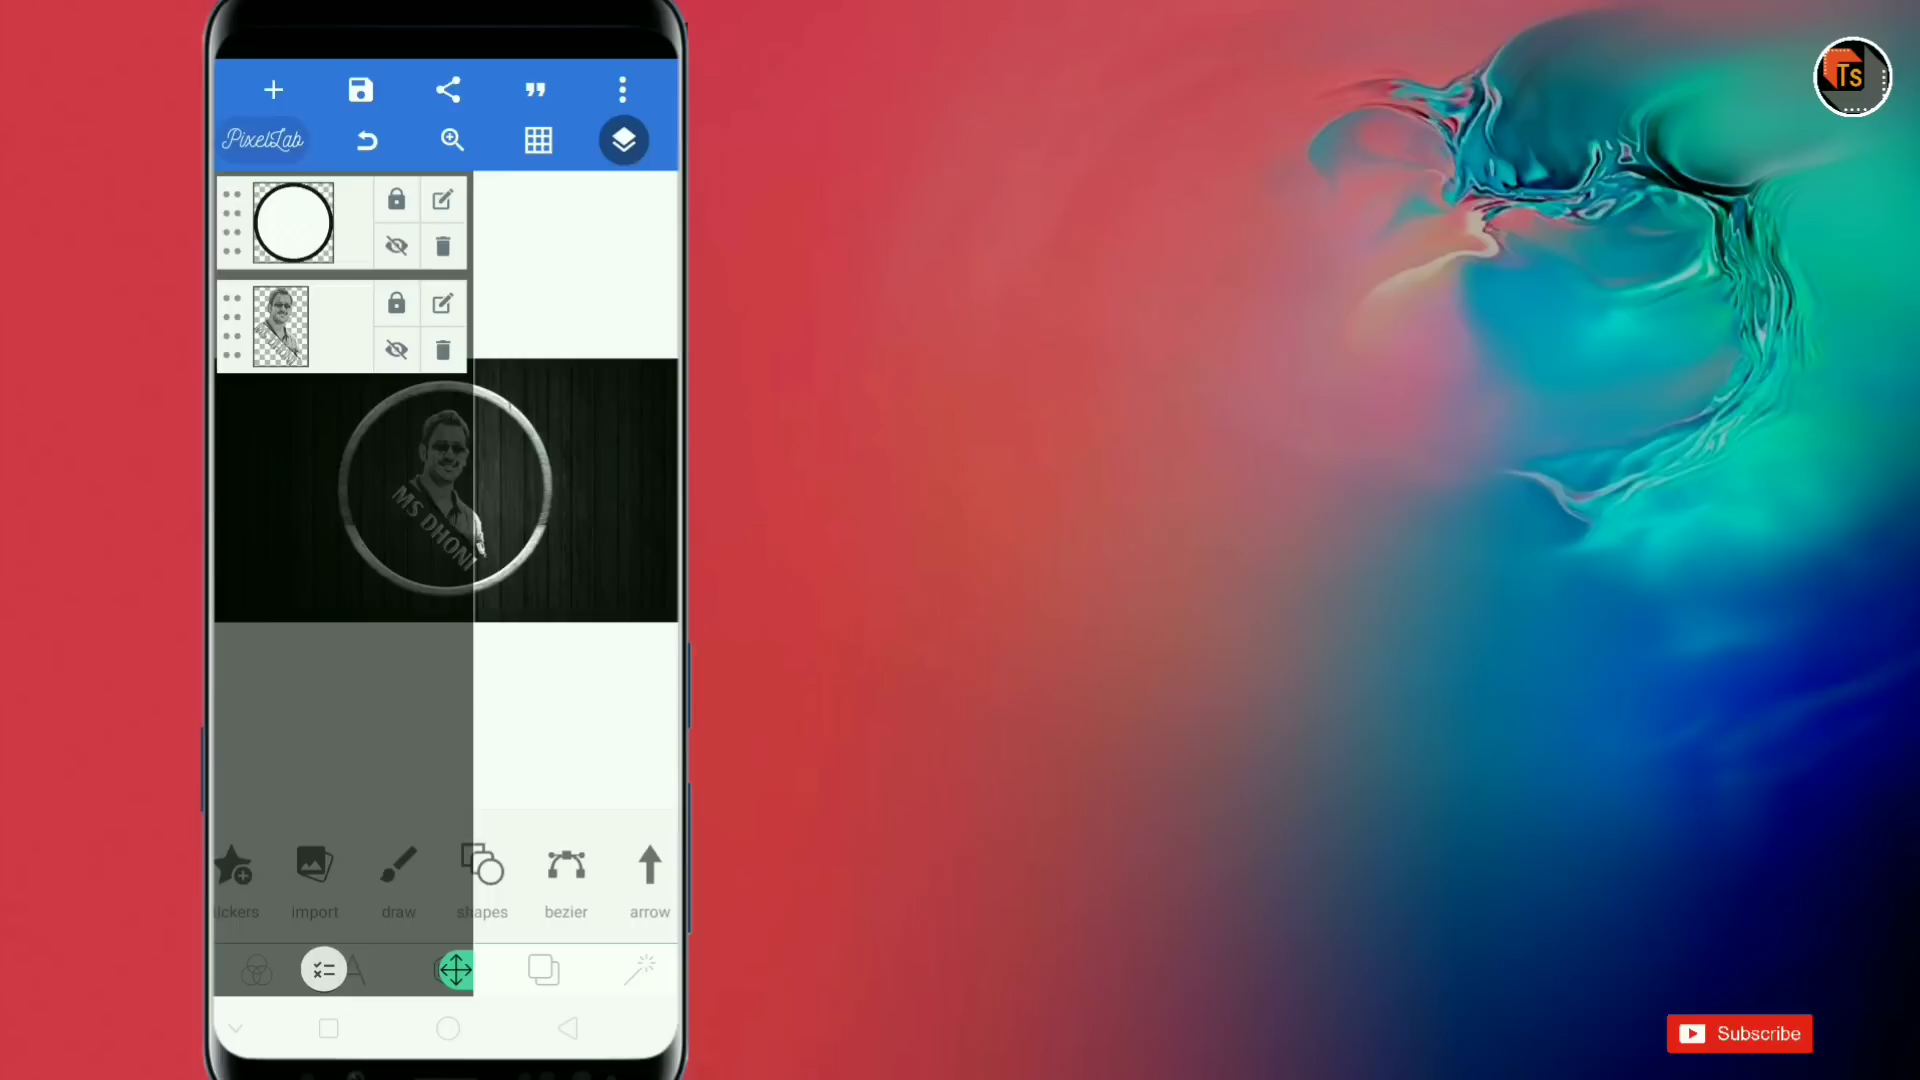 Ts
PixelLab
MS DHONI
ickers
import
draw
shapes
bezier
arrow
Subscribe